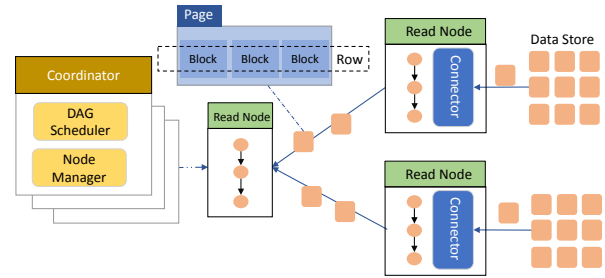 Page
Block Block Block Row
Coordinator
DAG
Scheduler
Node
Manager
Read Node
Read Node
Connector
Data Store
Read Node
Connector